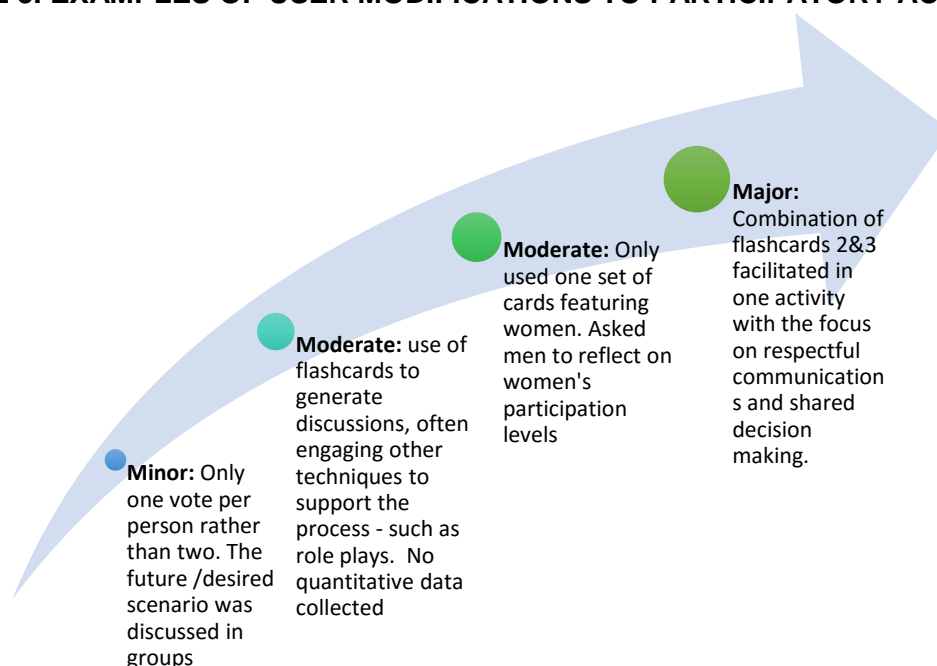 Minor: Only
one vote per
person rather
than two. The
future /desired
scenario was
discussed in
groups
Moderate: use of
flashcards to
generate
discussions, often
engaging other
techniques to
support the
process - such as
role plays.  No
quantitative data
collected
Moderate: Only
used one set of
cards featuring
women. Asked
men to reflect on
women's
participation
levels
Major:
Combination of
flashcards 2&3
facilitated in
one activity
with the focus
on respectful
communication
s and shared
decision
making.